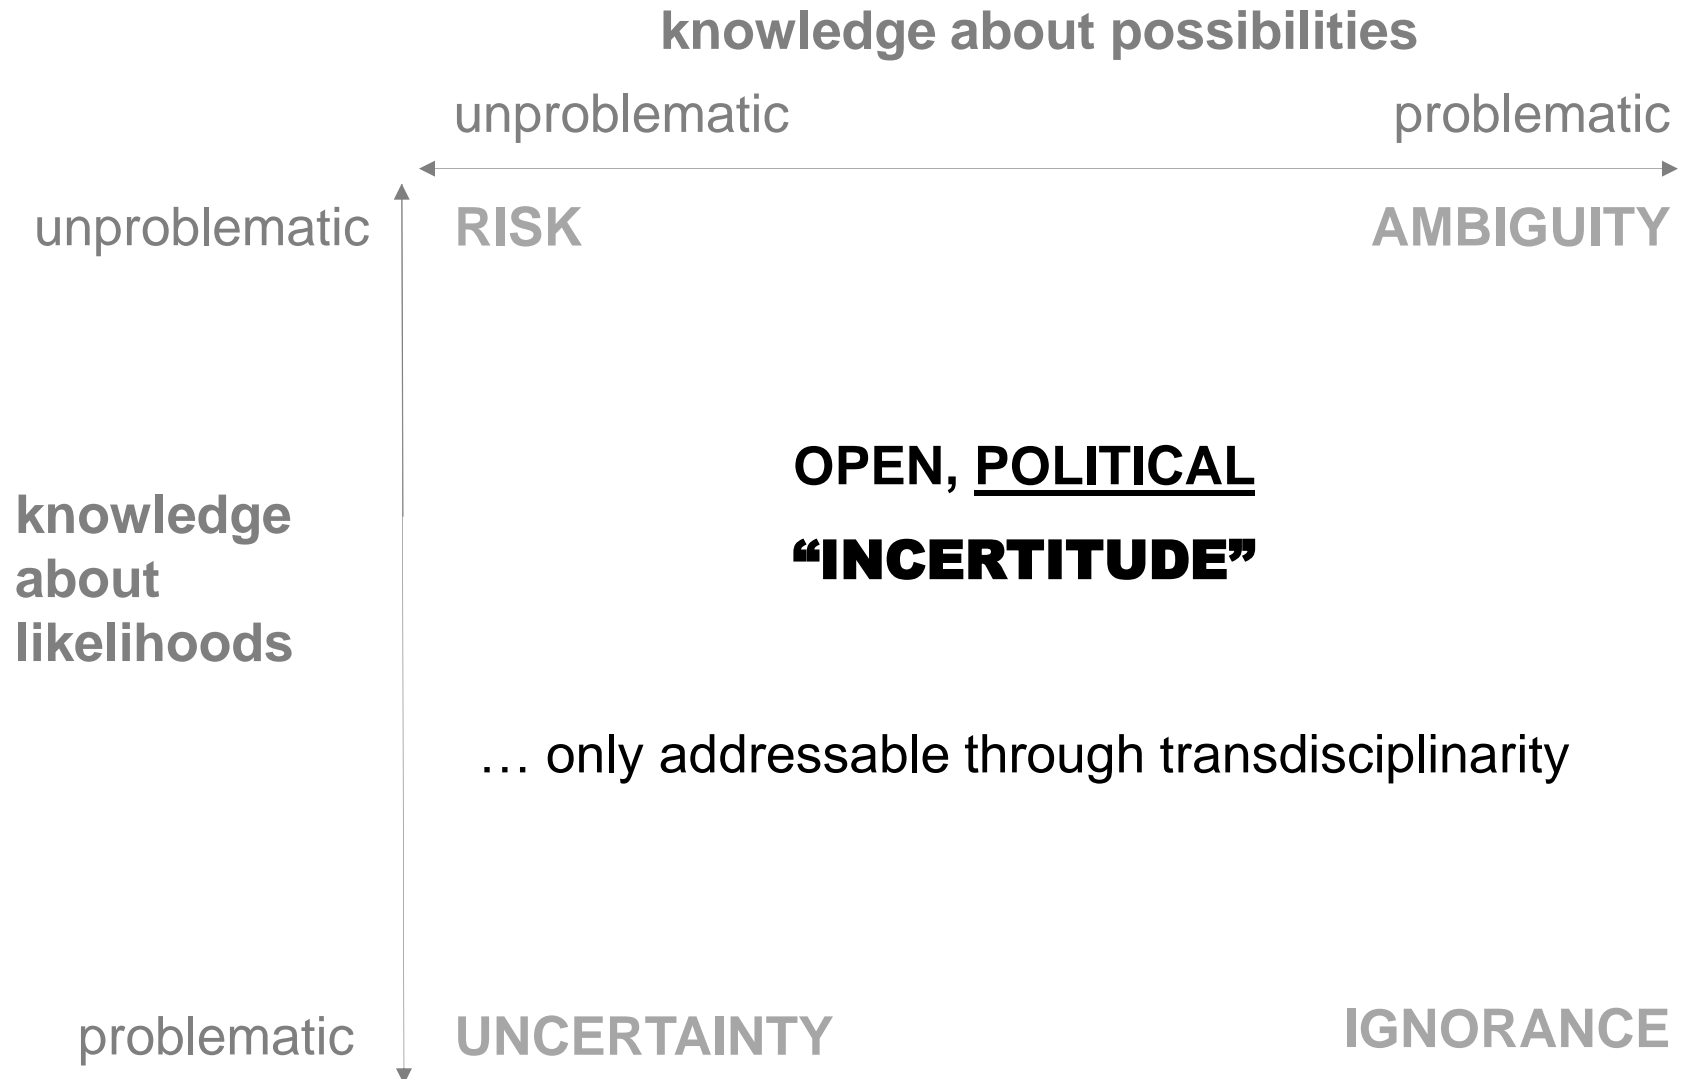 knowledge about possibilities
unproblematic problematic
unproblematic RISK AMBIGUITY
OPEN, POLITICAL
knowledge
about
likelihoods
“INCERTITUDE”
… only addressable through transdisciplinarity
problematic UNCERTAINTY IGNORANCE